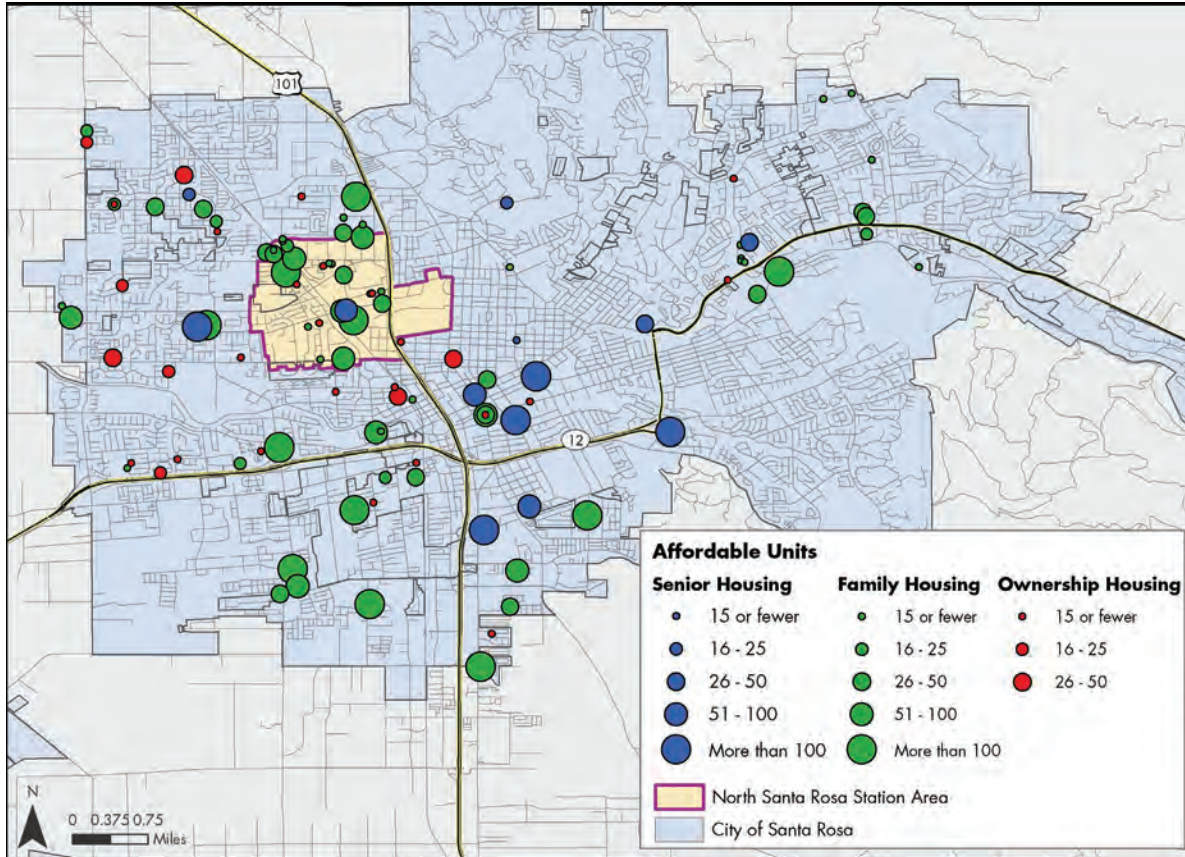 101
12
Affordable Units
Senior Housing Family Housing Ownership Housing
15 or fewer 15 or fewer 15 or fewer
16 - 25 16 - 25 16 - 25
26 - 50 26 - 50 26 - 50
51 - 100 51 - 100
More than 100 More than 100
North Santa Rosa Station Area
City of Santa Rosa
N
0 0.375 0.75
Miles